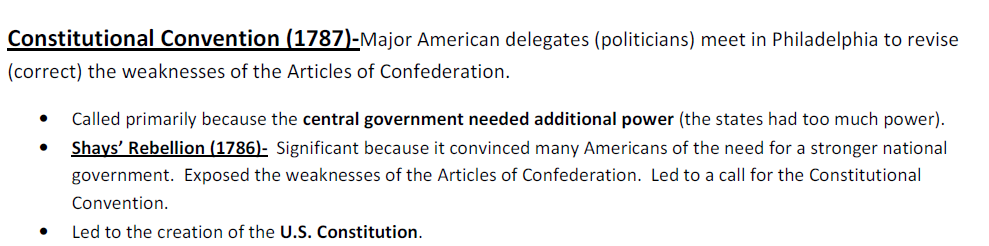 Constitutional Convention (1787)-Major American delegates (politicians) meet in Philadelphia to revise
(correct) the weaknesses of the Articles of Confederation.
• Called primarily because the central government needed additional power (the states had too much power).
• Shays’ Rebellion (1786)- Significant because it convinced many Americans of the need for a stronger national
government. Exposed the weaknesses of the Articles of Confederation. Led to a call for the Constitutional
Convention.
• Led to the creation of the U.S. Constitution.